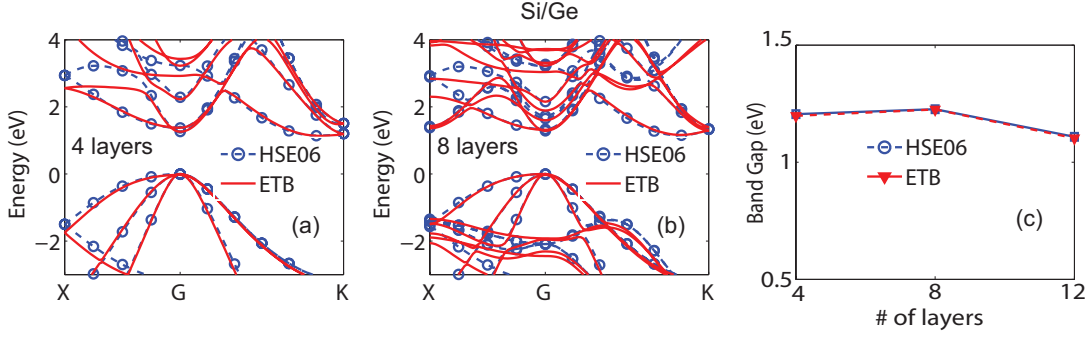 Si/Ge
4
2
0
−2
Energy (eV)
4 layers
HSE06
ETB
(a)
X
G
K
4
2
0
−2
Energy (eV)
8 layers
HSE06
ETB
(b)
X
G
K
1.5
1
0.5
Band Gap (eV)
HSE06
ETB
(c)
4
8
12
# of layers